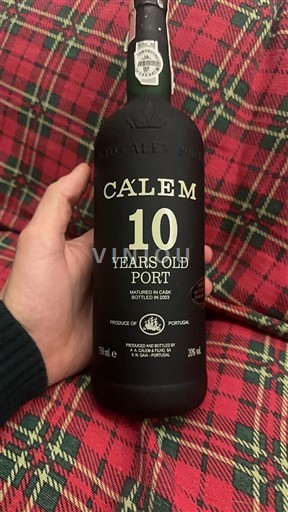 CÁLEM
10
YEARS OLD
PORT
MATURED IN CASK
BOTTLED IN 2003
PRODUCE OF PORTUGAL
PRODUCED AND BOTTLED BY
A. A. CÁLEM & FILHO, SA
V. N. GAIA - PORTUGAL
750 ml e 20% vol.
VINTOU